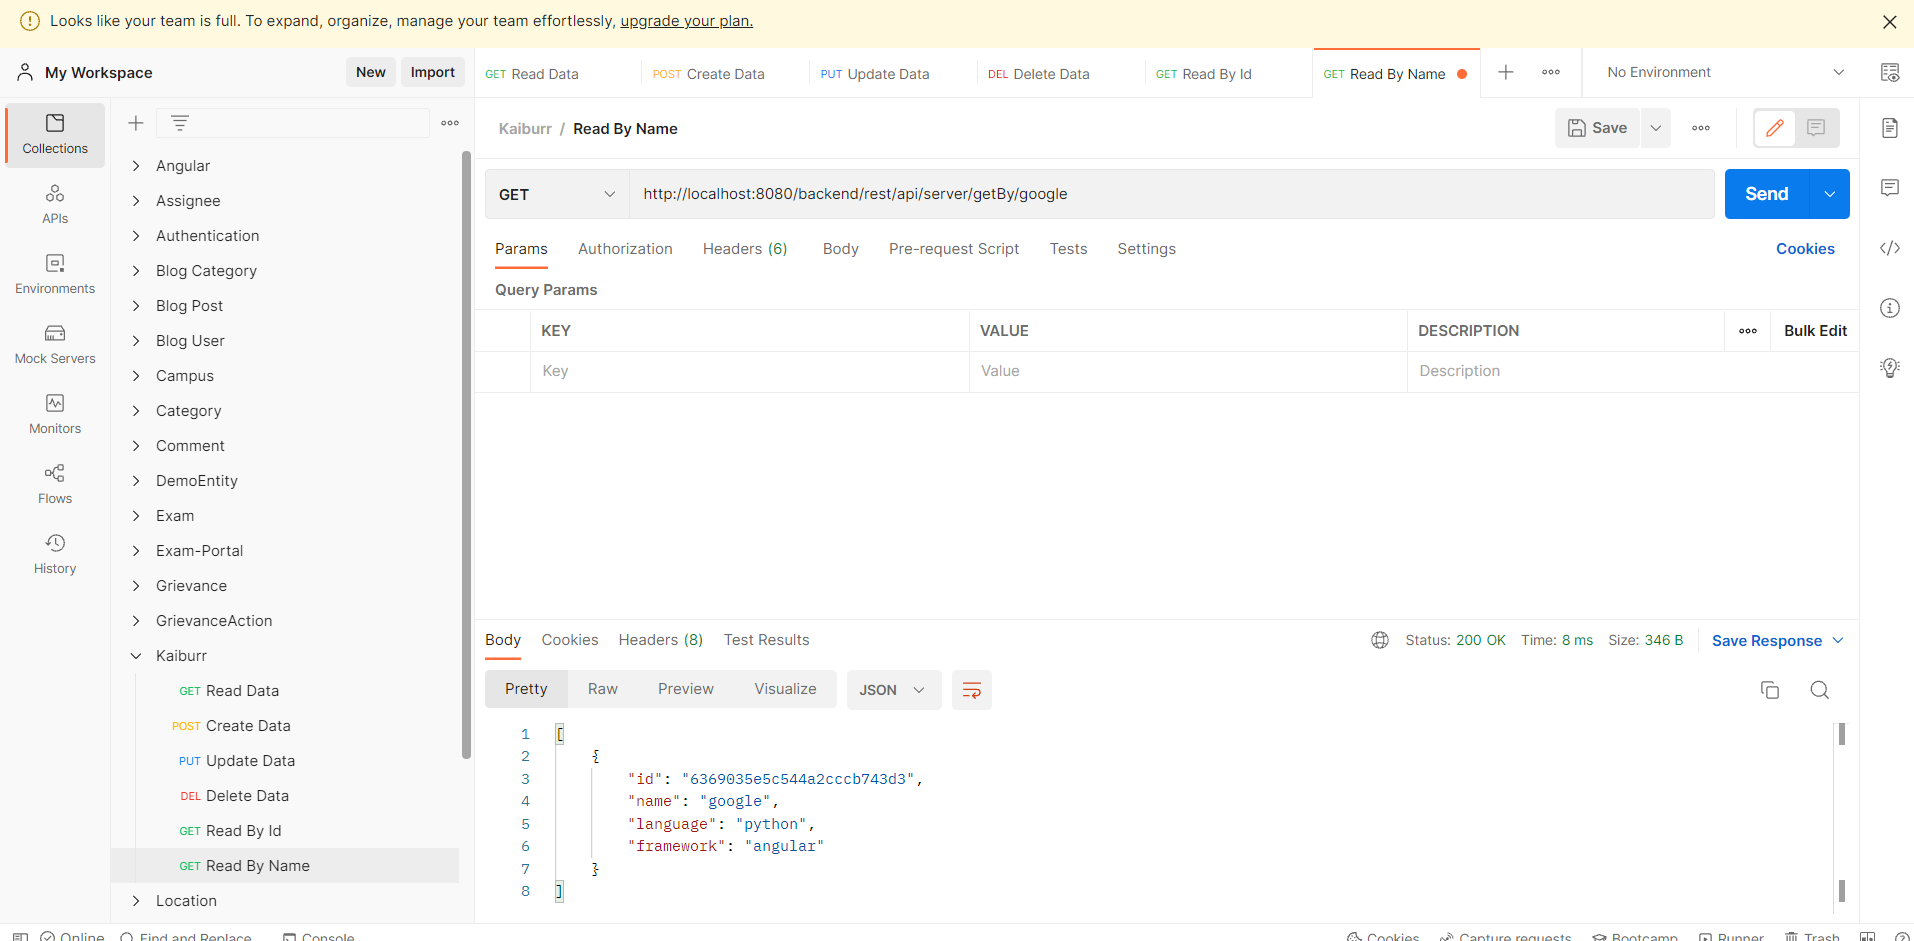 Looks like your team is full. To expand, organize, manage your team effortlessly, upgrade your plan.
My Workspace
New
Import
GET Read Data
POST Create Data
PUT Update Data
DEL Delete Data
GET Read By Id
GET Read By Name
No Environment
Collections
APIs
Environments
Mock Servers
Monitors
Flows
History
Angular
Assignee
Authentication
Blog Category
Blog Post
Blog User
Campus
Category
Comment
DemoEntity
Exam
Exam-Portal
Grievance
GrievanceAction
Kaiburr
GET Read Data
POST Create Data
PUT Update Data
DEL Delete Data
GET Read By Id
GET Read By Name
Location
Kaiburr / Read By Name
Save
GET
http://localhost:8080/backend/rest/api/server/getBy/google
Send
Params
Authorization
Headers (6)
Body
Pre-request Script
Tests
Settings
Cookies
Query Params
KEY
VALUE
DESCRIPTION
Bulk Edit
Key
Value
Description
Body
Cookies
Headers (8)
Test Results
Status: 200 OK
Time: 8 ms
Size: 346 B
Save Response
Pretty
Raw
Preview
Visualize
JSON
1 [
2 {
3 "id": "6369035e5c544a2cccb743d3",
4 "name": "google",
5 "language": "python",
6 "framework": "angular"
7 }
8 ]
Online
Find and Replace
Console
Cookies
Capture requests
Bootcamp
Runner
Trash